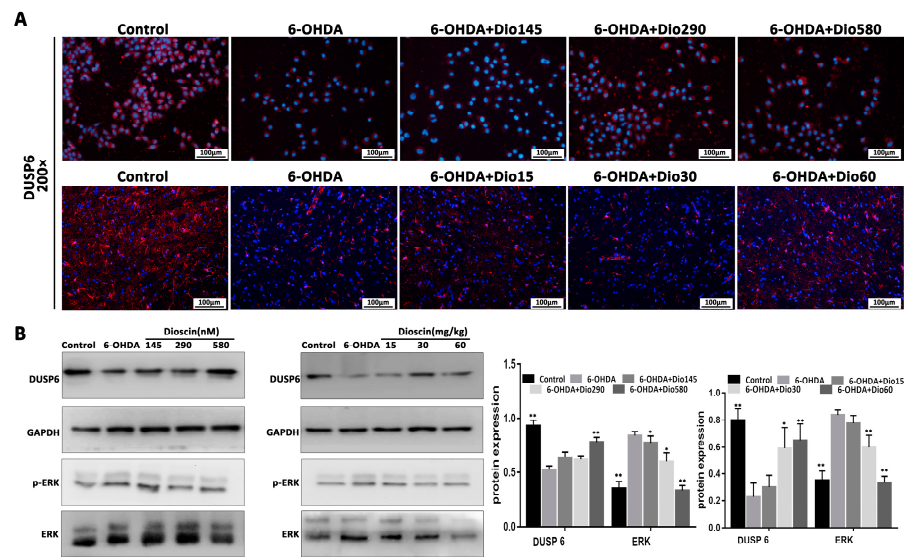 A
Control 6-OHDA 6-OHDA+Dio145 6-OHDA+Dio290 6-OHDA+Dio580
DUSP6
200×
100μm 100μm 100μm 100μm 100μm
Control 6-OHDA 6-OHDA+Dio15 6-OHDA+Dio30 6-OHDA+Dio60
100μm 100μm 100μm 100μm 100μm
B
Dioscin(nM)
Control 6-OHDA 145 290 580
DUSP6
GAPDH
p-ERK
ERK
Dioscin(mg/kg)
Control 6-OHDA 15 30 60
DUSP6
GAPDH
p-ERK
ERK
protein expression
1.5
1.0
0.5
0.0
Control 6-OHDA 6-OHDA+Dio145
6-OHDA+Dio290 6-OHDA+Dio580
** ** ** * * **
DUSP 6 ERK
protein expression
1.0
0.8
0.6
0.4
0.2
0.0
Control 6-OHDA 6-OHDA+Dio15
6-OHDA+Dio30 6-OHDA+Dio60
** * ** ** ** **
DUSP 6 ERK